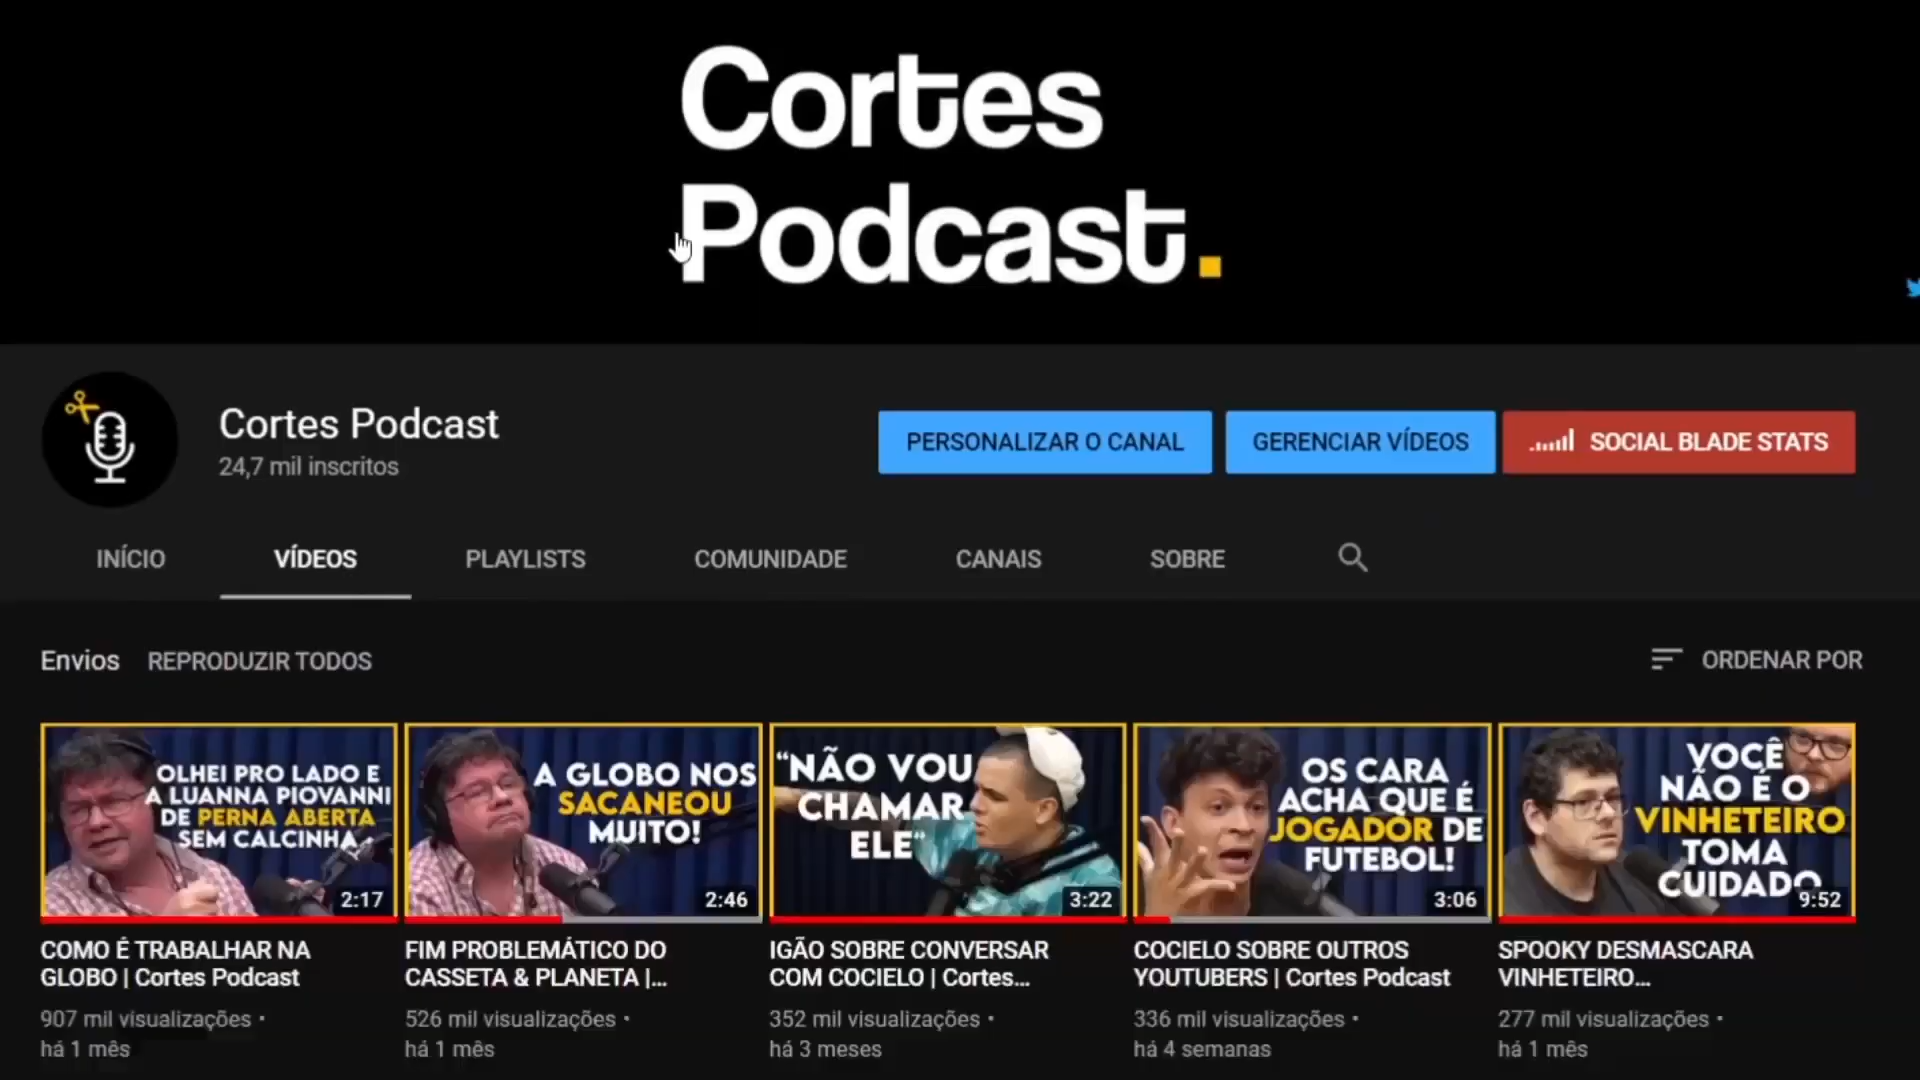 Cortes
Podcast.
Cortes Podcast
24,7 mil inscritos
PERSONALIZAR O CANAL
GERENCIAR VÍDEOS
SOCIAL BLADE STATS
INÍCIO
VÍDEOS
PLAYLISTS
COMUNIDADE
CANAIS
SOBRE
Envios
REPRODUZIR TODOS
ORDENAR POR
OLHEI PRO LADO E
A LUANNA PIOVANNI
DE PERNA ABERTA
SEM CALCINHA
2:17
COMO É TRABALHAR NA
GLOBO | Cortes Podcast
907 mil visualizações •
há 1 mês
A GLOBO NOS
SACANEOU
MUITO!
2:46
FIM PROBLEMÁTICO DO
CASSETA & PLANETA |...
526 mil visualizações •
há 1 mês
“NÃO VOU
CHAMAR
ELE“
3:22
IGÃO SOBRE CONVERSAR
COM COCIELO | Cortes...
352 mil visualizações •
há 3 meses
OS CARA
ACHA QUE É
JOGADOR DE
FUTEBOL!
3:06
COCIELO SOBRE OUTROS
YOUTUBERS | Cortes Podcast
336 mil visualizações •
há 4 semanas
VOCÊ
NÃO É O
VINHETEIRO
TOMA
CUIDADO
9:52
SPOOKY DESMASCARA
VINHETEIRO...
277 mil visualizações •
há 1 mês